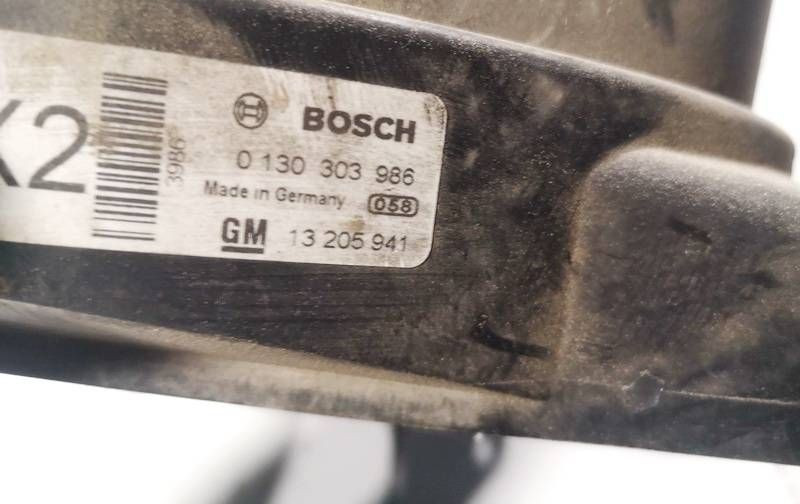 X2
3986
BOSCH
0 130 303 986
Made in Germany 058
GM 13 205 941